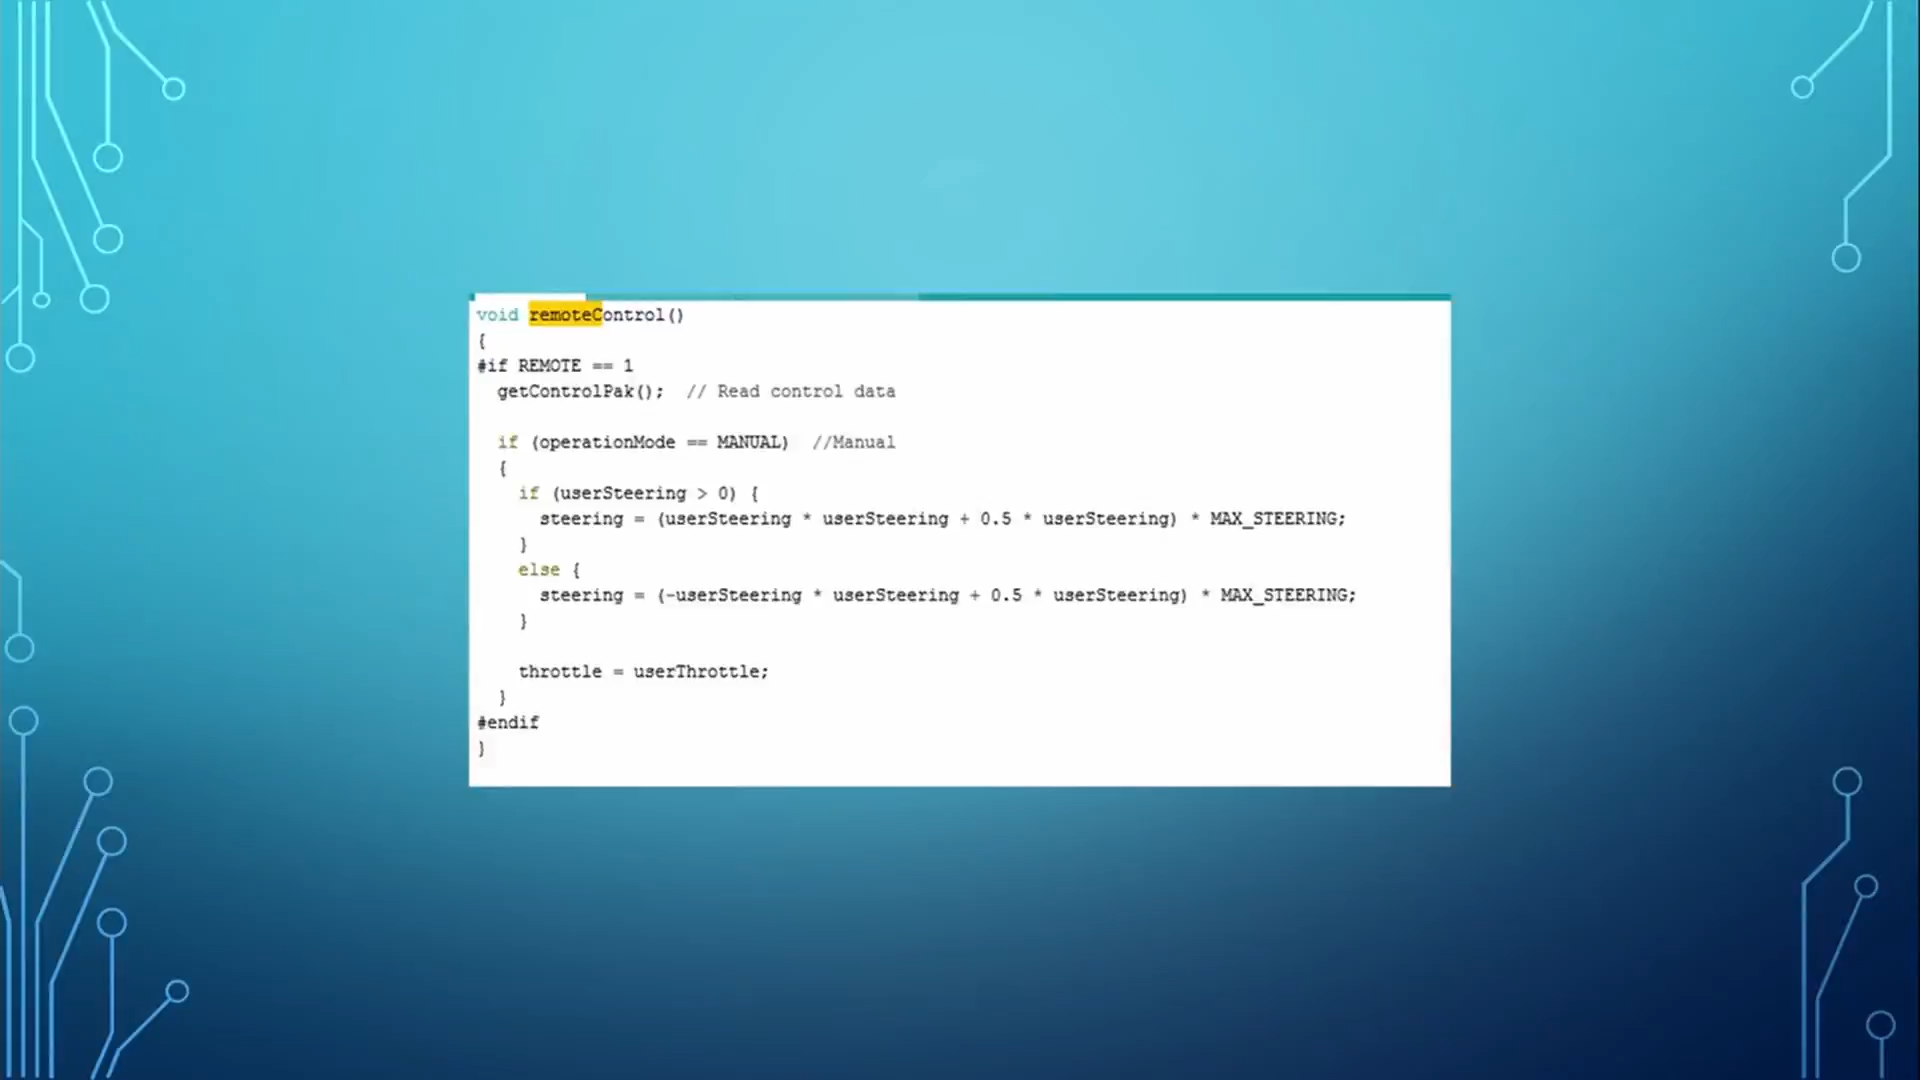 void remoteControl()
{
#if REMOTE == 1
getControlPak(); // Read control data
if (operationMode == MANUAL) //Manual
{
if (userSteering > 0) {
steering = (userSteering * userSteering + 0.5 * userSteering) * MAX_STEERING;
}
else {
steering = (-userSteering * userSteering + 0.5 * userSteering) * MAX_STEERING;
}
throttle = userThrottle;
}
#endif
}